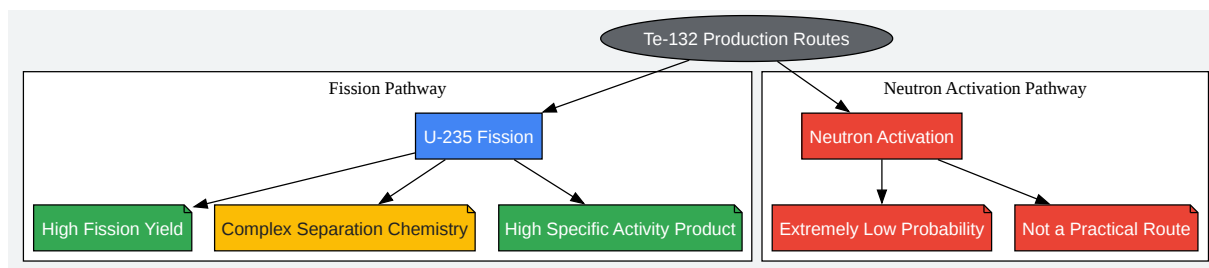 Te-132 Production Routes
Fission Pathway
Neutron Activation Pathway
U-235 Fission
Neutron Activation
High Fission Yield
Complex Separation Chemistry
High Specific Activity Product
Extremely Low Probability
Not a Practical Route